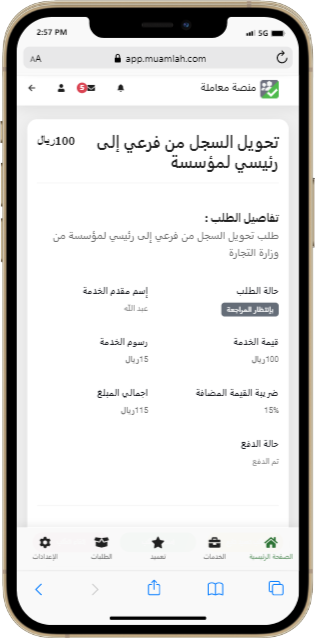 2:57 PM
5G
AA
app.muamlah.com
منصة معاملة
5
تحويل السجل من فرعي إلى
رئيسي لمؤسسة
100ريال
تفاصيل الطلب :
طلب تحويل السجل من فرعي إلى رئيسي لمؤسسة من
وزارة التجارة
حالة الطلب
إسم مقدم الخدمة
بإنتظار المراجعة
عبد الله
قيمة الخدمة
رسوم الخدمة
100ريال
15ريال
ضريبة القيمة المضافة
اجمالي المبلغ
15%
115ريال
حالة الدفع
تم الدفع
الصفحة الرئيسية
الخدمات
تعميد
الطلبات
الإعدادات